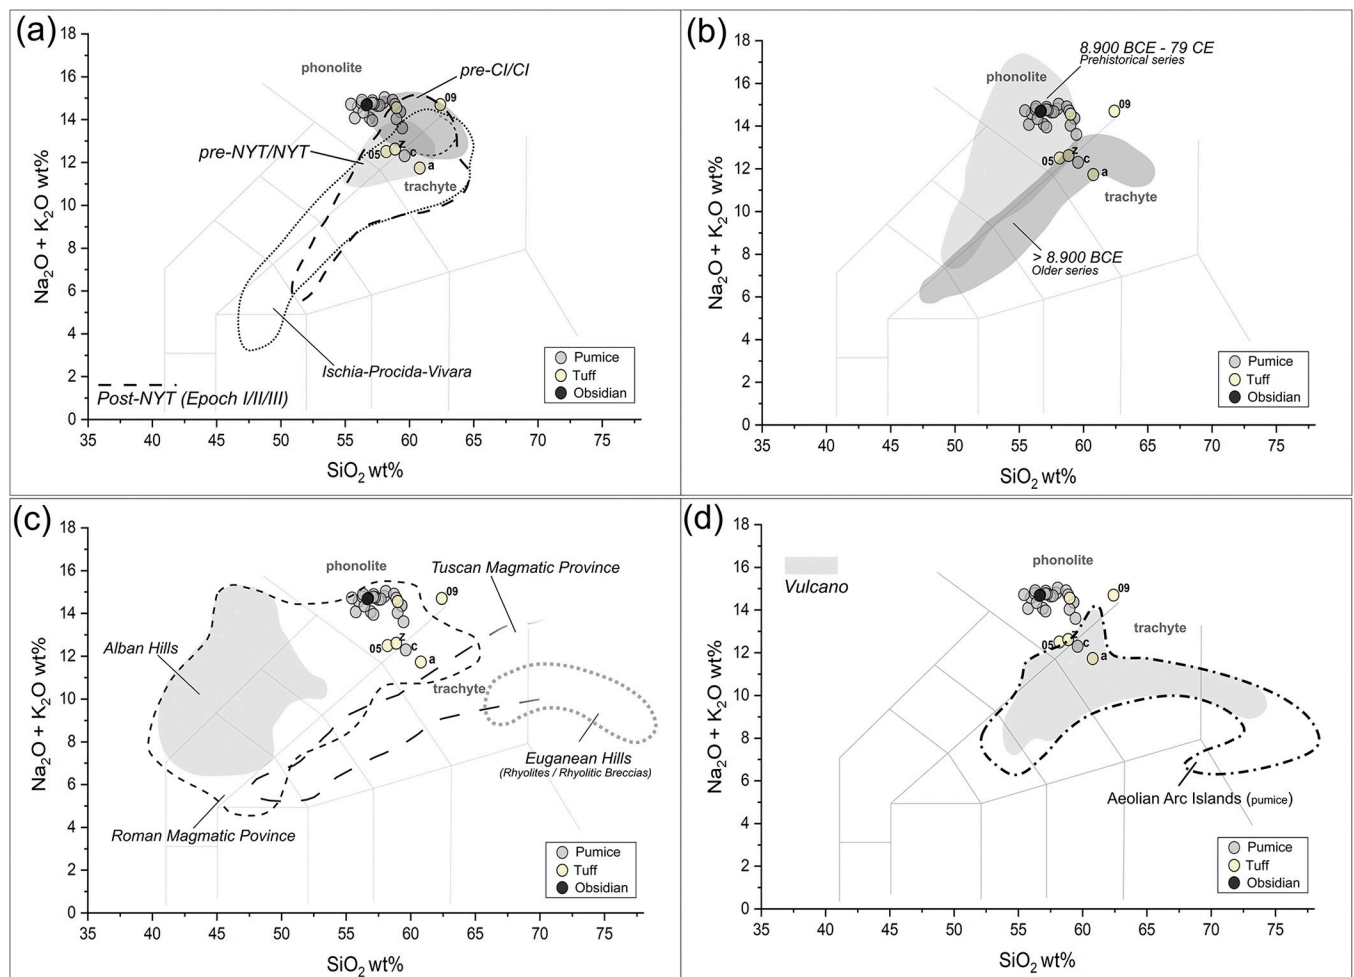 (a)
18
16
14
12
10
8
6
4
2
0
Na2O + K2O wt%
35 40 45 50 55 60 65 70 75
SiO2 wt%
phonolite
pre-CI/CI
09
pre-NYT/NYT
05
z
c
a
trachyte
Ischia-Procida-Vivara
Post-NYT (Epoch I/II/III)
Pumice
Tuff
Obsidian
(b)
18
16
14
12
10
8
6
4
2
0
Na2O + K2O wt%
35 40 45 50 55 60 65 70 75
SiO2 wt%
8.900 BCE - 79 CE
Prehistorical series
phonolite
09
05
z
c
a
trachyte
> 8.900 BCE
Older series
Pumice
Tuff
Obsidian
(c)
18
16
14
12
10
8
6
4
2
0
Na2O + K2O wt%
35 40 45 50 55 60 65 70 75
SiO2 wt%
phonolite
Tuscan Magmatic Province
09
Alban Hills
05
z
c
a
trachyte
Euganean Hills
(Rhyolites / Rhyolitic Breccias)
Roman Magmatic Povince
Pumice
Tuff
Obsidian
(d)
18
16
14
12
10
8
6
4
2
0
Na2O + K2O wt%
35 40 45 50 55 60 65 70 75
SiO2 wt%
Vulcano
phonolite
09
trachyte
05
z
c
a
Aeolian Arc Islands (pumice)
Pumice
Tuff
Obsidian